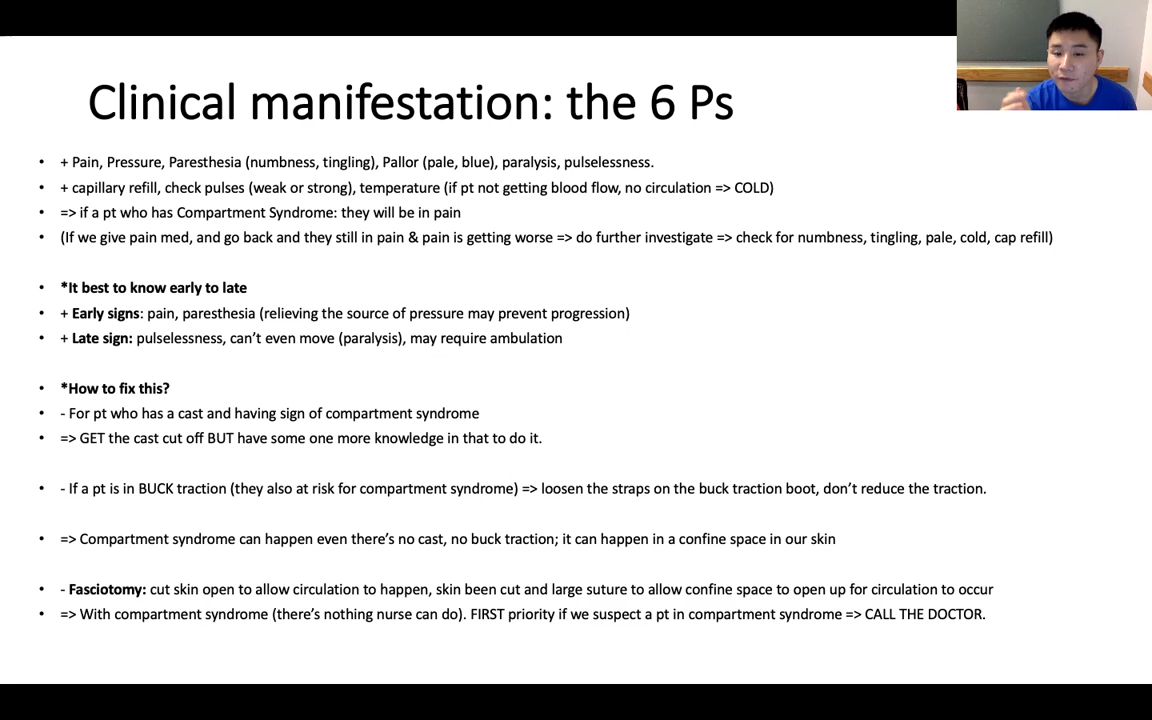 Clinical manifestation: the 6 Ps
• + Pain, Pressure, Paresthesia (numbness, tingling), Pallor (pale, blue), paralysis, pulselessness.
• + capillary refill, check pulses (weak or strong), temperature (if pt not getting blood flow, no circulation => COLD)
• => if a pt who has Compartment Syndrome: they will be in pain
• (If we give pain med, and go back and they still in pain & pain is getting worse => do further investigate => check for numbness, tingling, pale, cold, cap refill)
• *It best to know early to late
• + Early signs: pain, paresthesia (relieving the source of pressure may prevent progression)
• + Late sign: pulselessness, can't even move (paralysis), may require ambulation
• *How to fix this?
• - For pt who has a cast and having sign of compartment syndrome
• => GET the cast cut off BUT have some one more knowledge in that to do it.
• - If a pt is in BUCK traction (they also at risk for compartment syndrome) => loosen the straps on the buck traction boot, don't reduce the traction.
• => Compartment syndrome can happen even there's no cast, no buck traction; it can happen in a confine space in our skin
• - Fasciotomy: cut skin open to allow circulation to happen, skin been cut and large suture to allow confine space to open up for circulation to occur
• => With compartment syndrome (there's nothing nurse can do). FIRST priority if we suspect a pt in compartment syndrome => CALL THE DOCTOR.